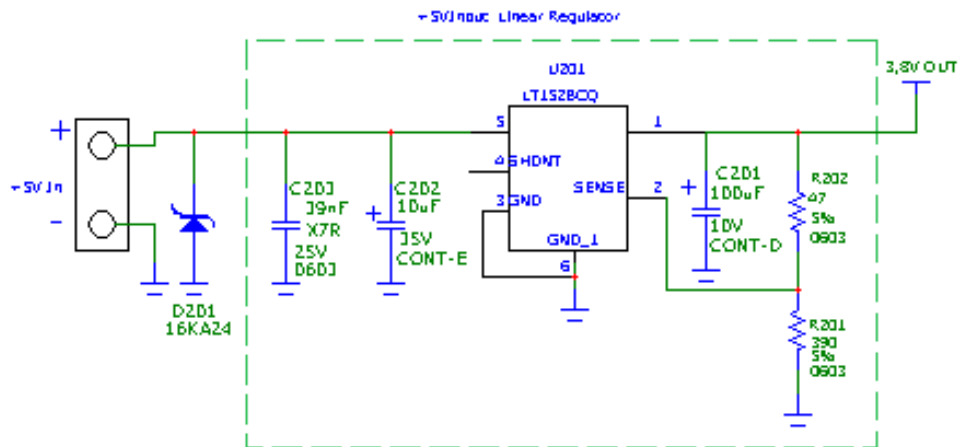 +5VInput Linear Regulator
U201
LT1528CQ
3,8V OUT
+
+5V In
-
5
4
SHDNT
3
GND
1
SENSE
2
GND_1
6
C203
39nF
X7R
25V
0603
+
C202
10uF
35V
CONT-E
+
C201
100uF
10V
CONT-D
R202
47
5%
0603
R201
390
5%
0603
D201
16KA24